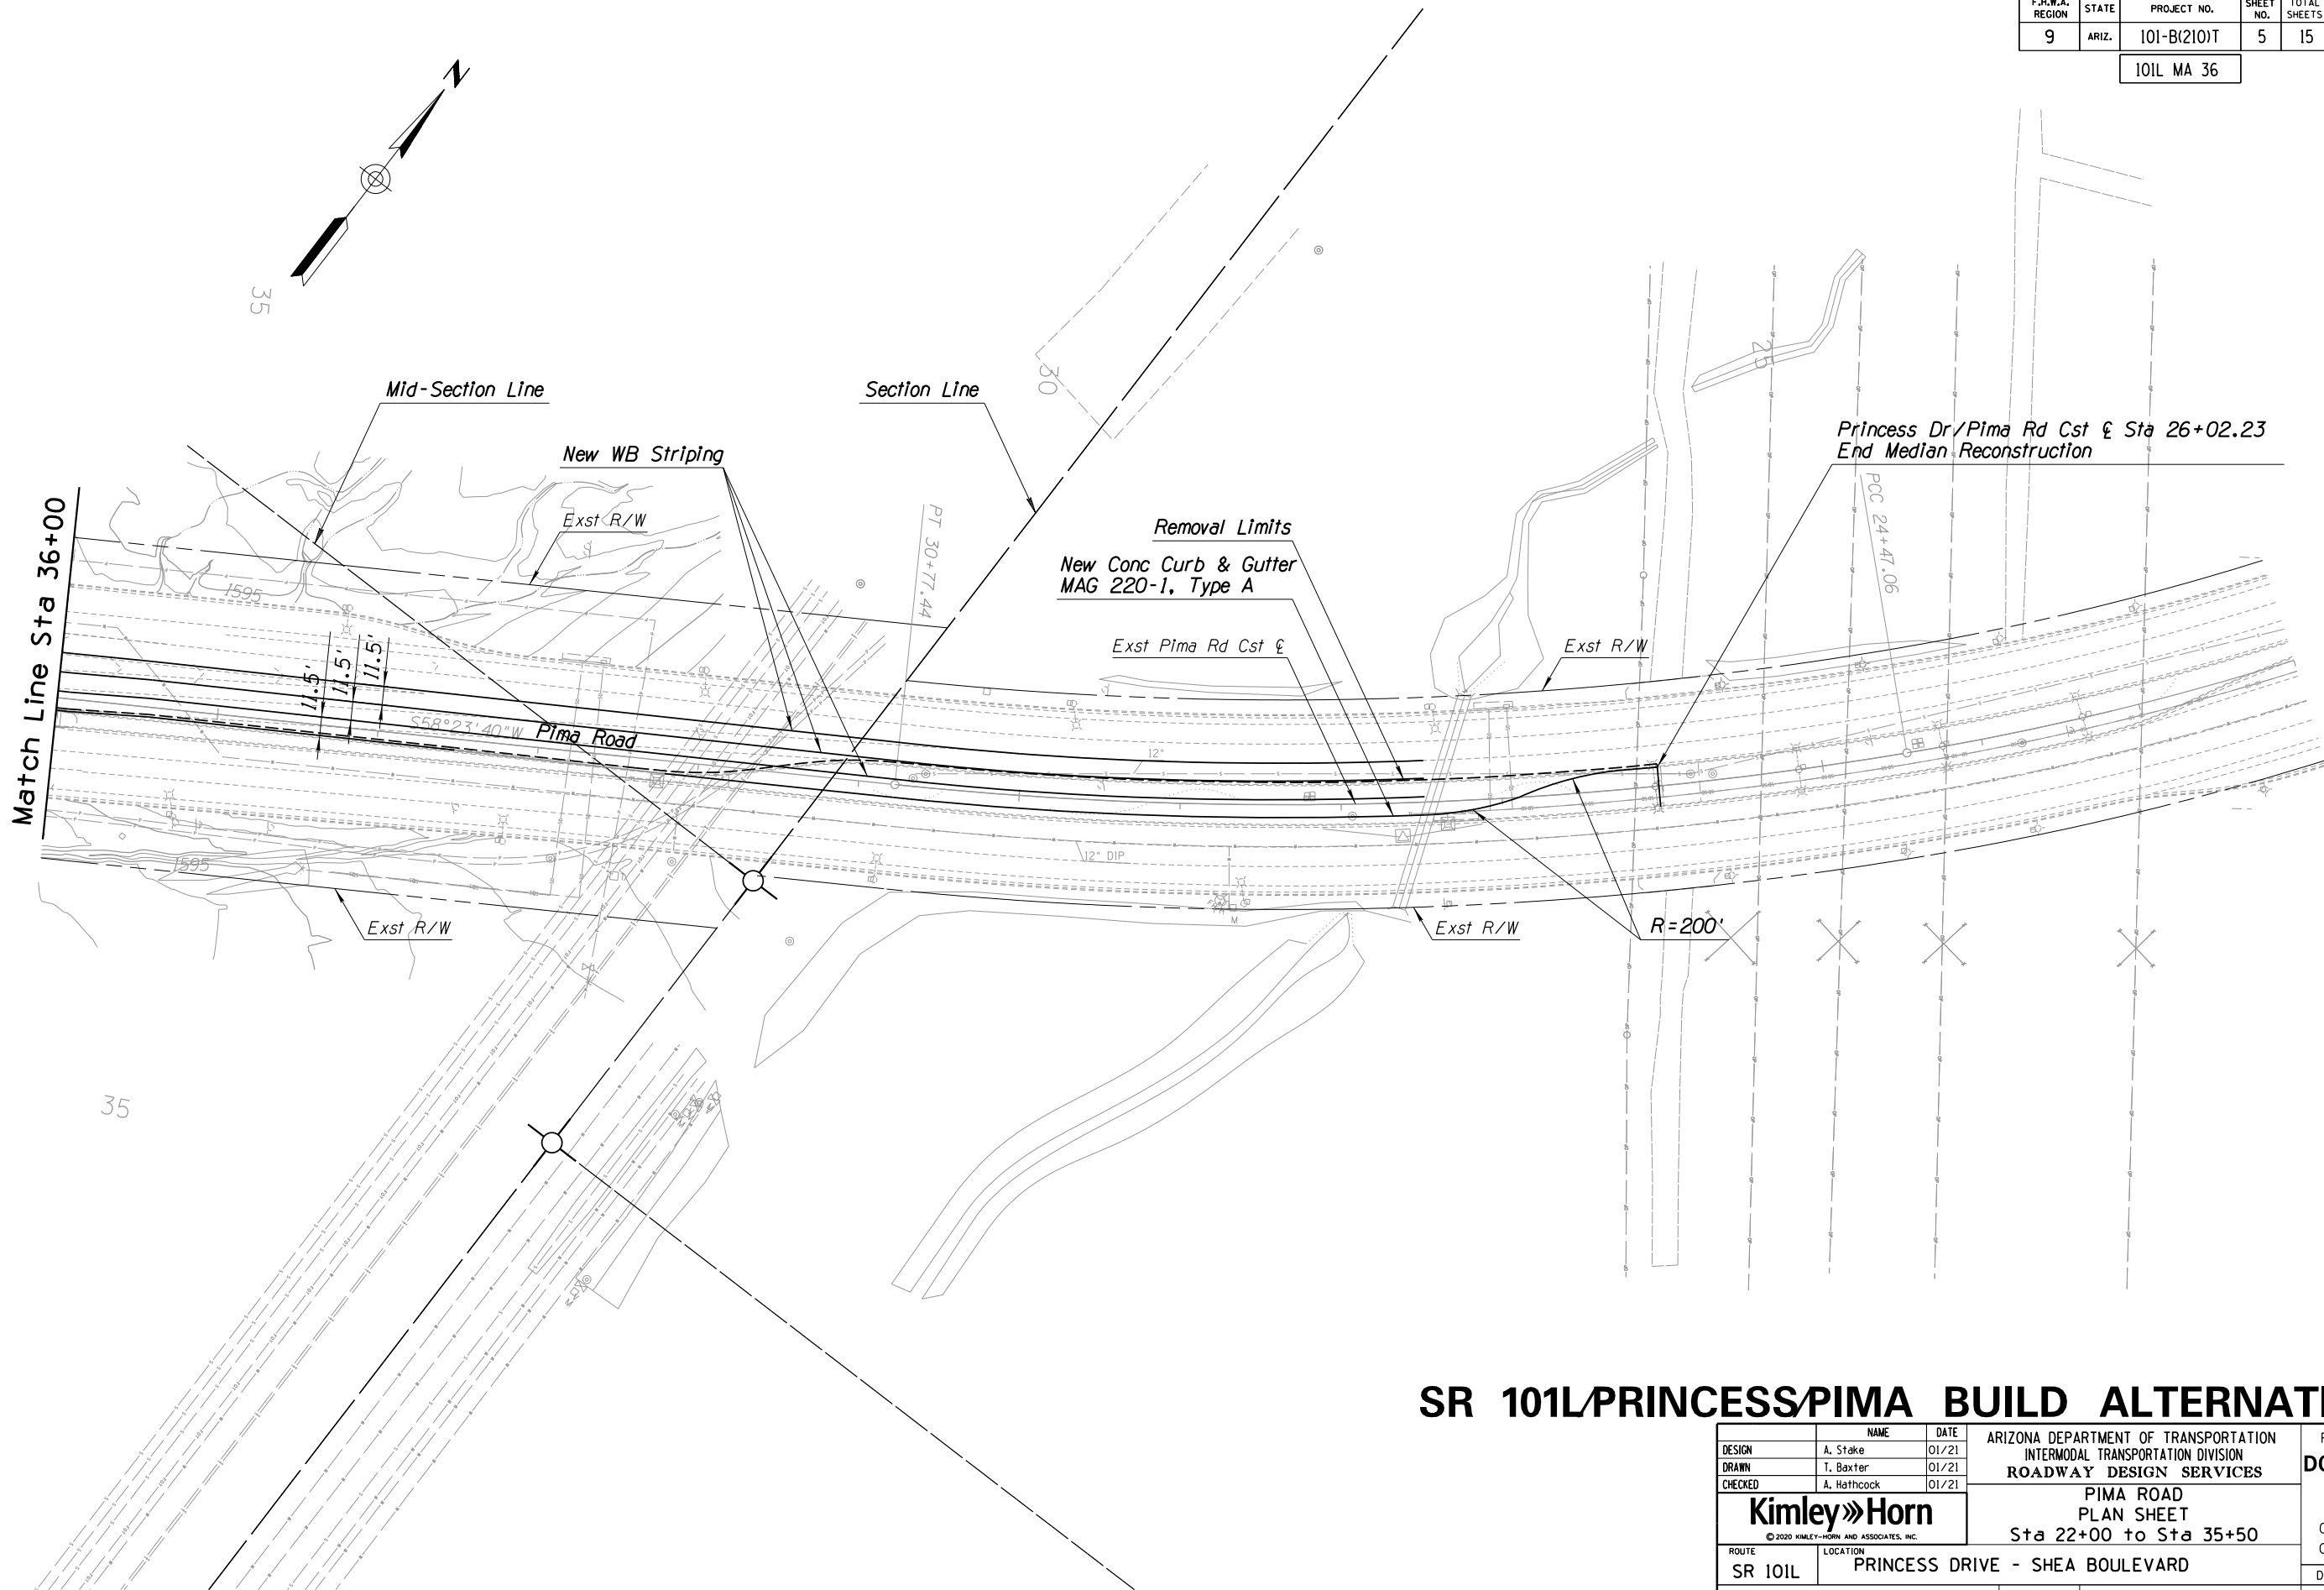 F.H.W.A. REGION STATE PROJECT NO. SHEET NO. TOTAL SHEETS
9 ARIZ. 101-B(210)T 5 15
101L MA 36
N
35
30
25
Mid-Section Line
Section Line
New WB Striping
Princess Dr/Pima Rd Cst ℄ Sta 26+02.23
End Median Reconstruction
Exst R/W
PT 30+77.44
PCC 24+47.06
Removal Limits
New Conc Curb & Gutter
MAG 220-1, Type A
Exst Pima Rd Cst ℄
Exst R/W
Match Line Sta 36+00
1595
11.5'
11.5'
11.5'
S58°23'40"W
Pima Road
12"
12" DIP
1595
Exst R/W
Exst R/W
R=200'
M
35
SR 101L/PRINCESS/PIMA BUILD
NAME DATE
DESIGN A. Stake 01/21
DRAWN T. Baxter 01/21
CHECKED A. Hathcock 01/21
ARIZONA DEPARTMENT OF TRANSPORTATION
INTERMODAL TRANSPORTATION DIVISION
ROADWAY DESIGN SERVICES
Kimley»Horn
© 2020 KIMLEY-HORN AND ASSOCIATES, INC.
PIMA ROAD
PLAN SHEET
Sta 22+00 to Sta 35+50
ROUTE
SR 101L
LOCATION
PRINCESS DRIVE - SHEA BOULEVARD